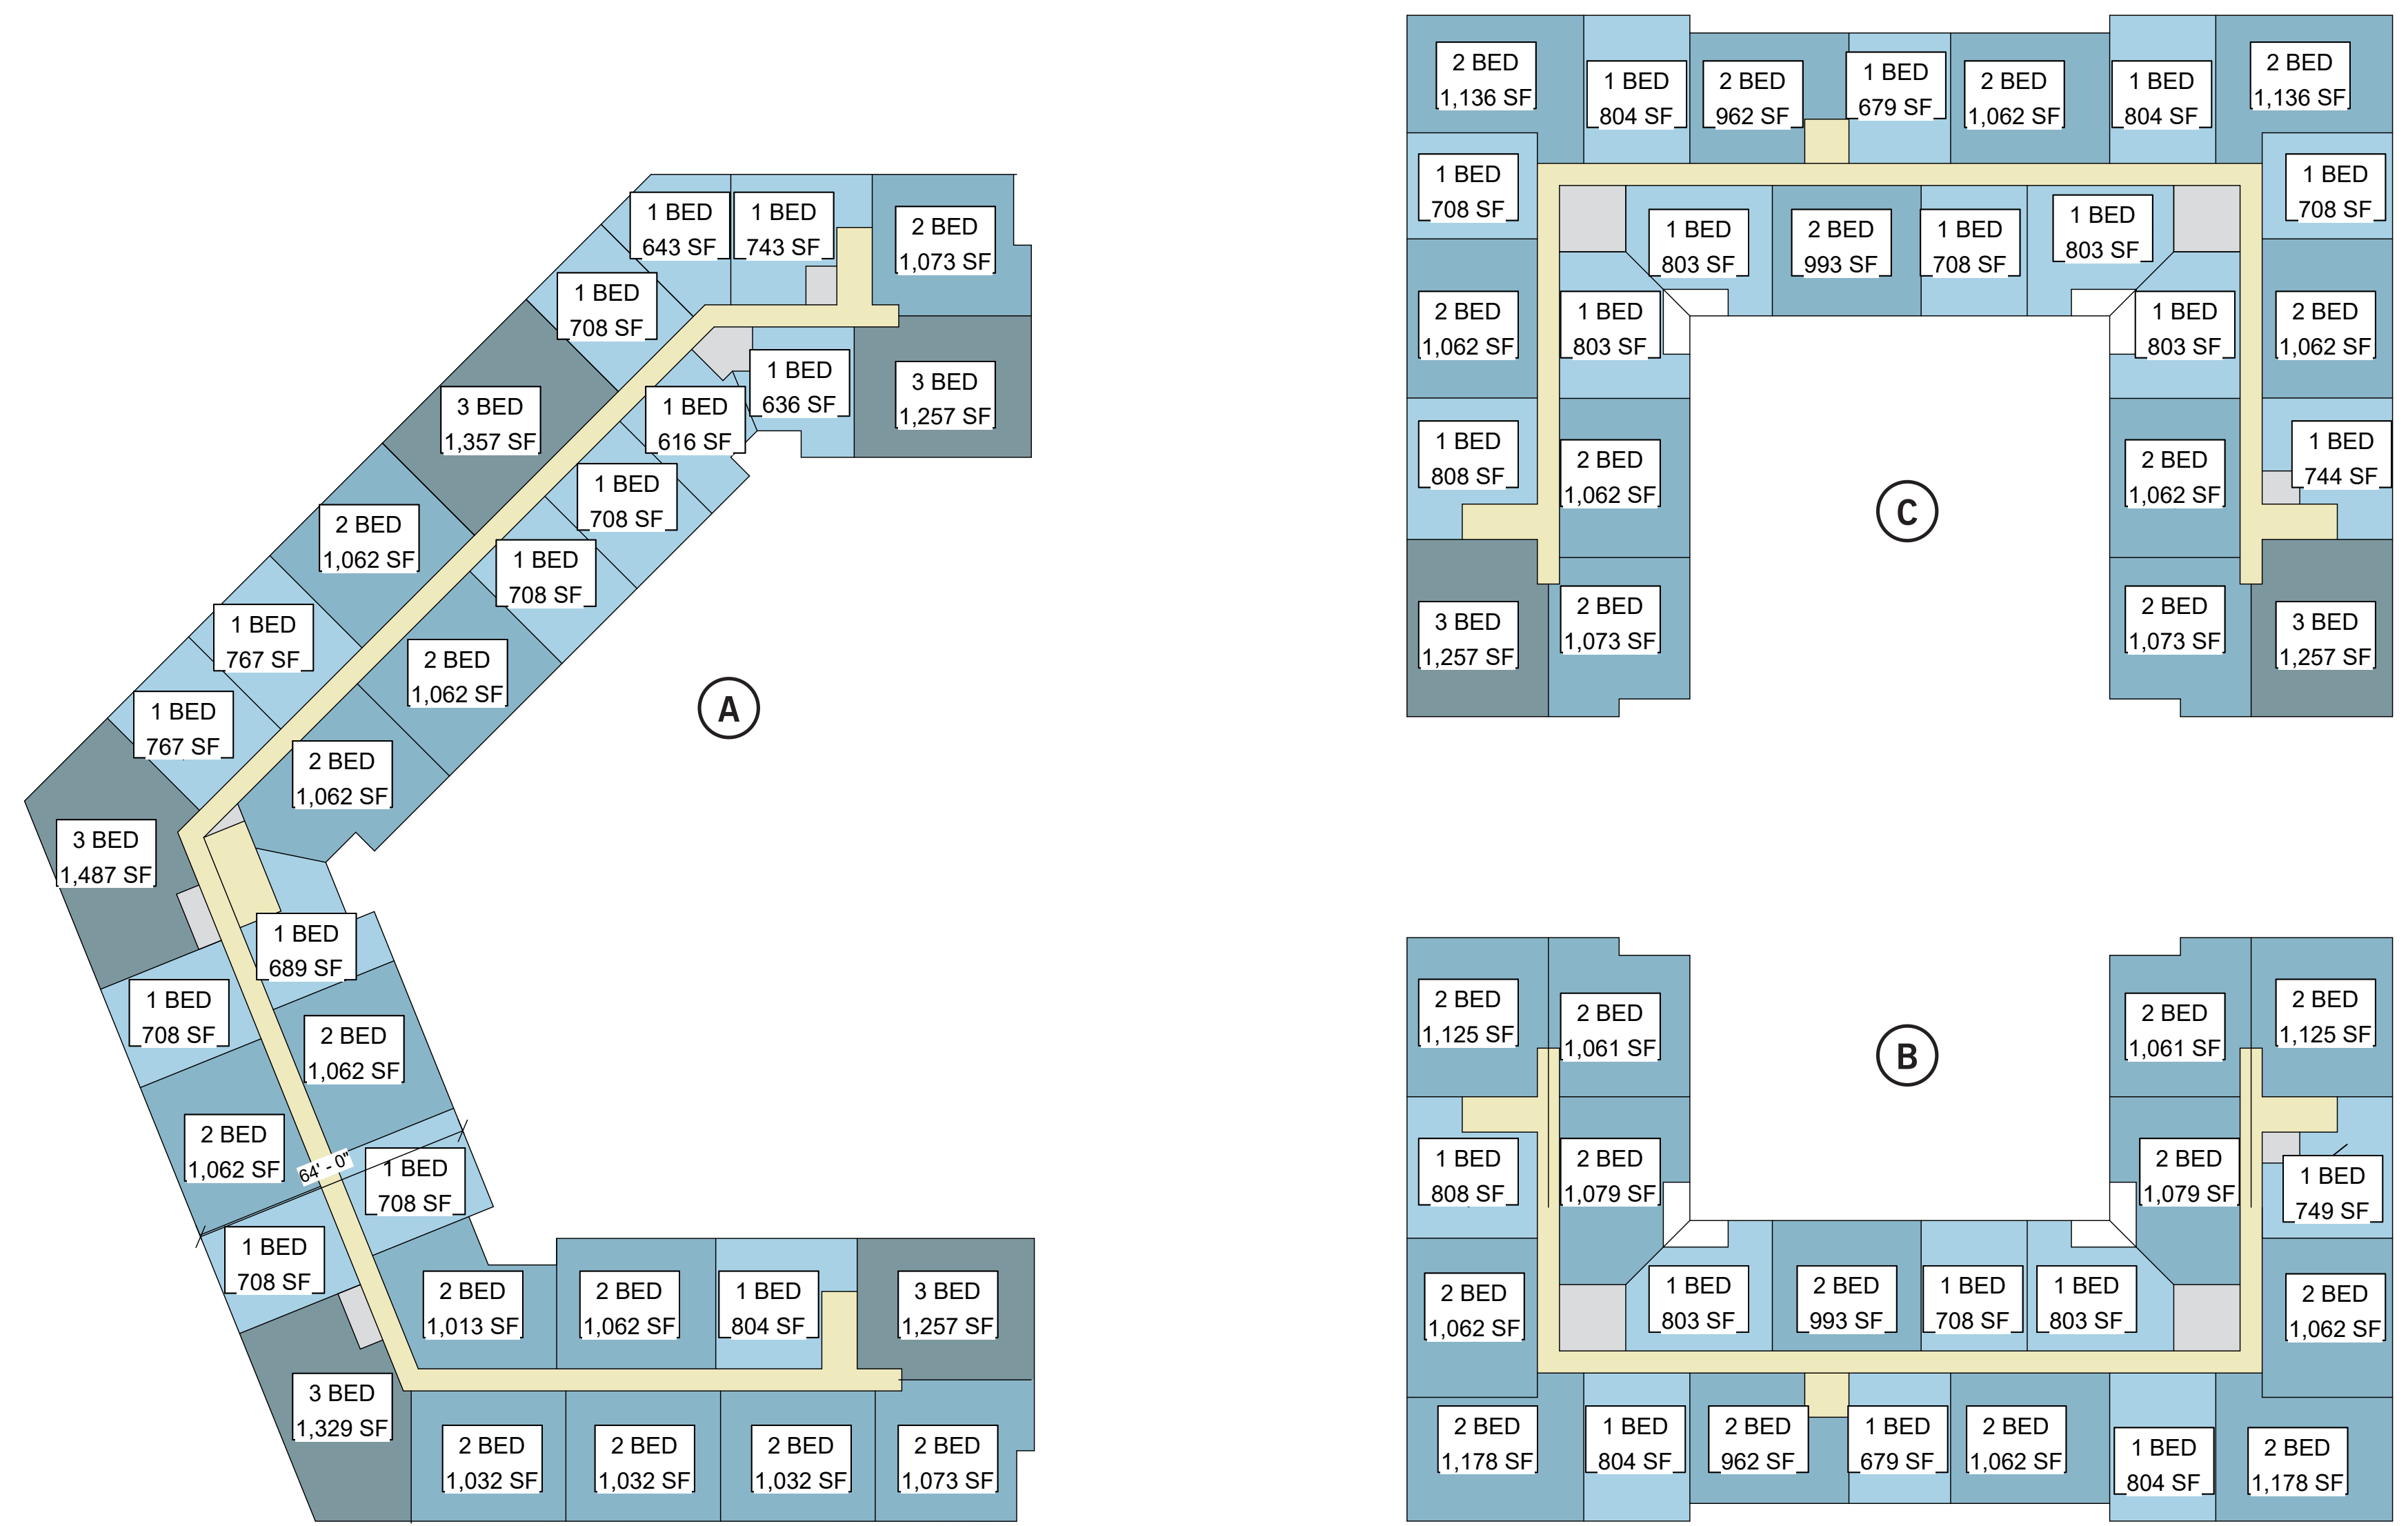 1 BED
643 SF
1 BED
743 SF
2 BED
1,073 SF
1 BED
708 SF
1 BED
636 SF
3 BED
1,257 SF
3 BED
1,357 SF
1 BED
616 SF
1 BED
708 SF
2 BED
1,062 SF
1 BED
708 SF
1 BED
767 SF
2 BED
1,062 SF
1 BED
767 SF
2 BED
1,062 SF
A
3 BED
1,487 SF
1 BED
689 SF
1 BED
708 SF
2 BED
1,062 SF
2 BED
1,062 SF
64' - 0"
1 BED
708 SF
1 BED
708 SF
2 BED
1,013 SF
2 BED
1,062 SF
1 BED
804 SF
3 BED
1,257 SF
3 BED
1,329 SF
2 BED
1,032 SF
2 BED
1,032 SF
2 BED
1,032 SF
2 BED
1,073 SF
2 BED
1,136 SF
1 BED
804 SF
2 BED
962 SF
1 BED
679 SF
2 BED
1,062 SF
1 BED
804 SF
2 BED
1,136 SF
1 BED
708 SF
1 BED
803 SF
2 BED
993 SF
1 BED
708 SF
1 BED
803 SF
1 BED
708 SF
2 BED
1,062 SF
1 BED
803 SF
1 BED
803 SF
2 BED
1,062 SF
1 BED
808 SF
2 BED
1,062 SF
C
2 BED
1,062 SF
1 BED
744 SF
3 BED
1,257 SF
2 BED
1,073 SF
2 BED
1,073 SF
3 BED
1,257 SF
2 BED
1,125 SF
2 BED
1,061 SF
B
2 BED
1,061 SF
2 BED
1,125 SF
1 BED
808 SF
2 BED
1,079 SF
2 BED
1,079 SF
1 BED
749 SF
2 BED
1,062 SF
1 BED
803 SF
2 BED
993 SF
1 BED
708 SF
1 BED
803 SF
2 BED
1,062 SF
2 BED
1,178 SF
1 BED
804 SF
2 BED
962 SF
1 BED
679 SF
2 BED
1,062 SF
1 BED
804 SF
2 BED
1,178 SF